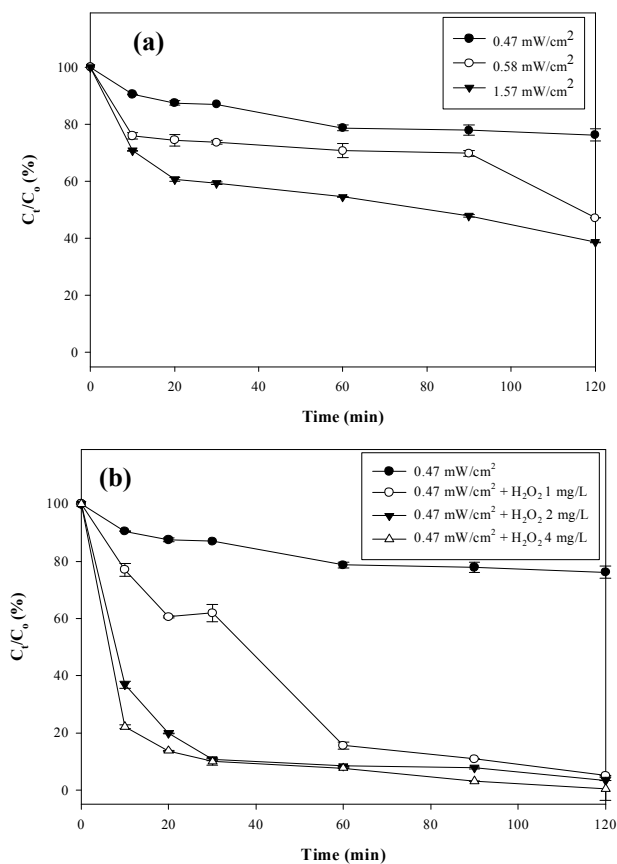 (a)
0.47 mW/cm²
0.58 mW/cm²
1.57 mW/cm²
100
80
60
40
20
0
Cₜ/Cₒ (%)
0 20 40 60 80 100 120
Time (min)
(b)
0.47 mW/cm²
0.47 mW/cm² + H₂O₂ 1 mg/L
0.47 mW/cm² + H₂O₂ 2 mg/L
0.47 mW/cm² + H₂O₂ 4 mg/L
100
80
60
40
20
0
Cₜ/Cₒ (%)
0 20 40 60 80 100 120
Time (min)